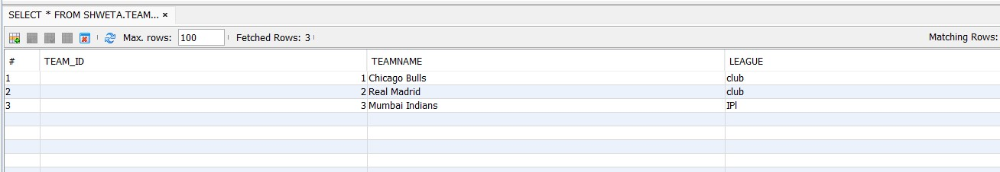 SELECT * FROM SHWETA.TEAM... ×
Max. rows: 100 Fetched Rows: 3 Matching Rows:
# TEAM_ID TEAMNAME LEAGUE
1 1 Chicago Bulls club
2 2 Real Madrid club
3 3 Mumbai Indians IPl